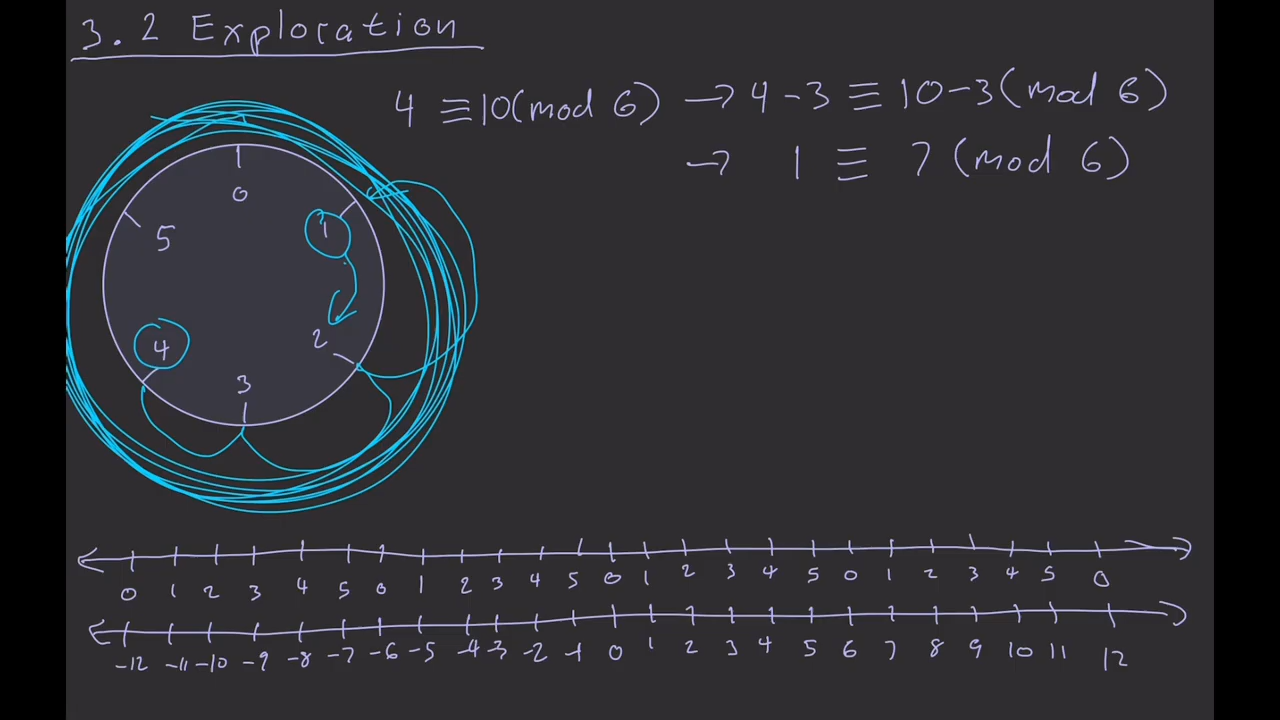 3.2 Exploration
4 ≡ 10 (mod 6) → 4 - 3 ≡ 10 - 3 (mod 6)
→ 1 ≡ 7 (mod 6)
0
5 1
4 2
3
0 1 2 3 4 5 0 1 2 3 4 5 0 1 2 3 4 5 0 1 2 3 4 5 0
-12 -11 -10 -9 -8 -7 -6 -5 -4 -3 -2 -1 0 1 2 3 4 5 6 7 8 9 10 11 12